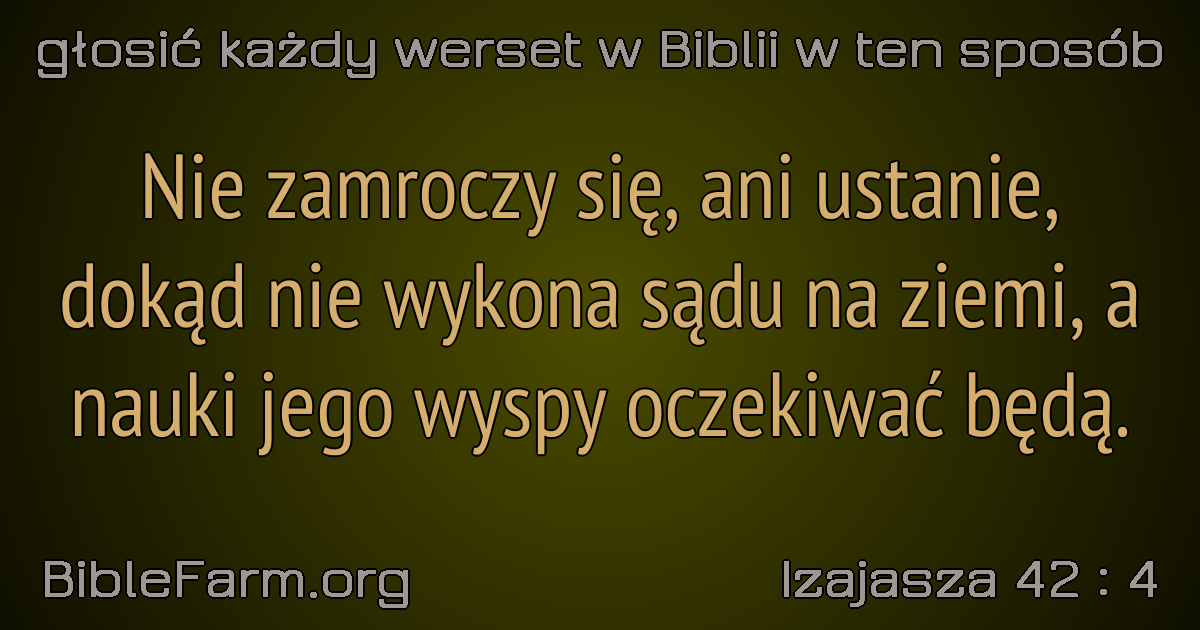 głosić każdy werset w Biblii w ten sposób
Nie zamroczy się, ani ustanie,
dokąd nie wykona sądu na ziemi, a
nauki jego wyspy oczekiwać będą.
BibleFarm.org
Izajasza 42 : 4